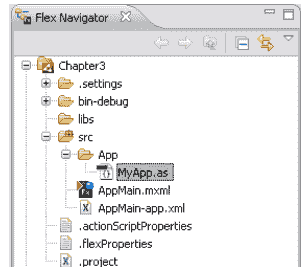 Flex Navigator
Chapter3
.settings
bin-debug
libs
src
App
MyApp.as
AppMain.mxml
AppMain-app.xml
.actionScriptProperties
.flexProperties
.project